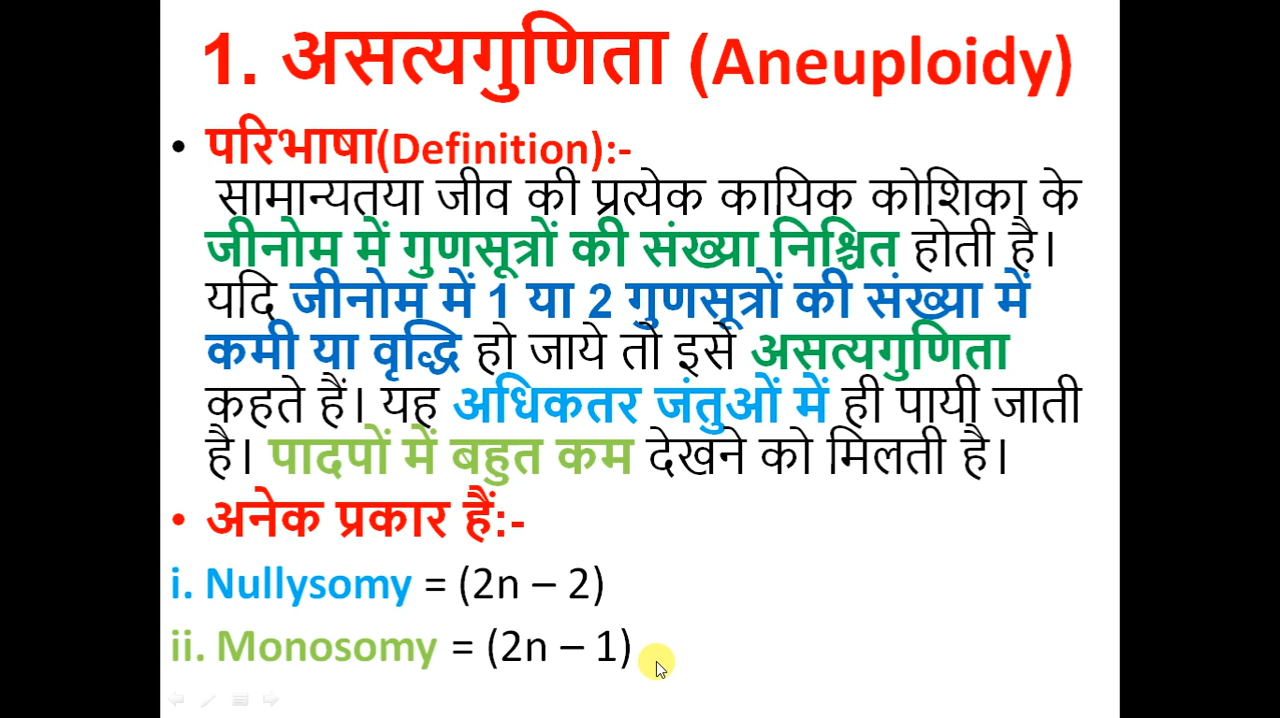 1. असत्यगुणिता (Aneuploidy)
• परिभाषा(Definition):-
सामान्यतया जीव की प्रत्येक कायिक कोशिका के
जीनोम में गुणसूत्रों की संख्या निश्चित होती है।
यदि जीनोम में 1 या 2 गुणसूत्रों की संख्या में
कमी या वृद्धि हो जाये तो इसे असत्यगुणिता
कहते हैं। यह अधिकतर जंतुओं में ही पायी जाती
है। पादपों में बहुत कम देखने को मिलती है।
• अनेक प्रकार हैं:-
i. Nullysomy = (2n – 2)
ii. Monosomy = (2n – 1)